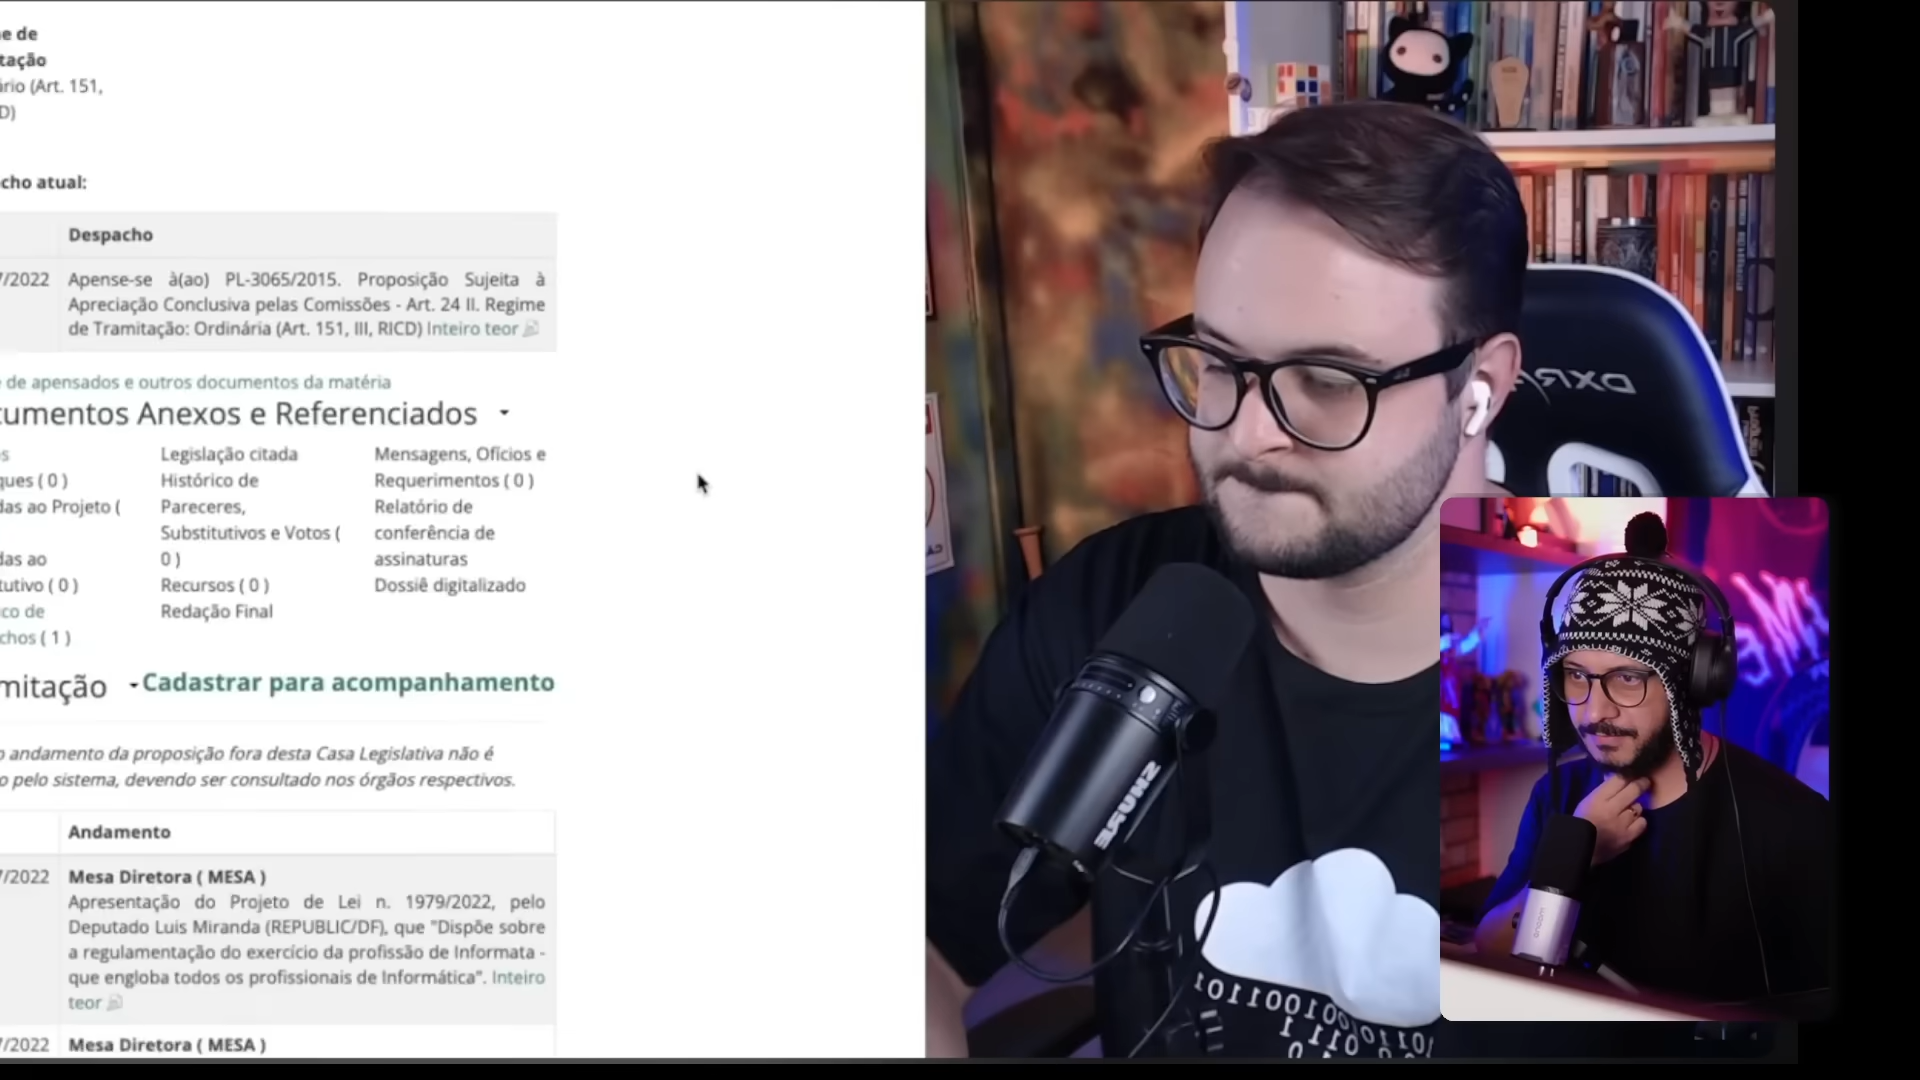 e de
tação
ário (Art. 151,
D)
cho atual:
Despacho
7/2022
Apense-se à(ao) PL-3065/2015. Proposição Sujeita à
Apreciação Conclusiva pelas Comissões - Art. 24 II. Regime
de Tramitação: Ordinária (Art. 151, III, RICD) Inteiro teor
e de apensados e outros documentos da matéria
cumentos Anexos e Referenciados
s
ques ( 0 )
das ao Projeto (
das ao
tutivo ( 0 )
ico de
chos ( 1 )
Legislação citada
Histórico de
Pareceres,
Substitutivos e Votos (
0 )
Recursos ( 0 )
Redação Final
Mensagens, Ofícios e
Requerimentos ( 0 )
Relatório de
conferência de
assinaturas
Dossiê digitalizado
mitação
Cadastrar para acompanhamento
o andamento da proposição fora desta Casa Legislativa não é
o pelo sistema, devendo ser consultado nos órgãos respectivos.
Andamento
7/2022
Mesa Diretora ( MESA )
Apresentação do Projeto de Lei n. 1979/2022, pelo
Deputado Luis Miranda (REPUBLIC/DF), que "Dispõe sobre
a regulamentação do exercício da profissão de Informata -
que engloba todos os profissionais de Informática". Inteiro
teor
7/2022
Mesa Diretora ( MESA )
SHURE